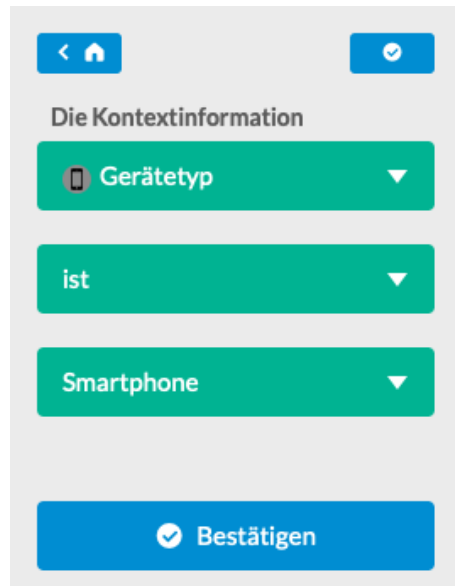 Die Kontextinformation
Gerätetyp
ist
Smartphone
Bestätigen